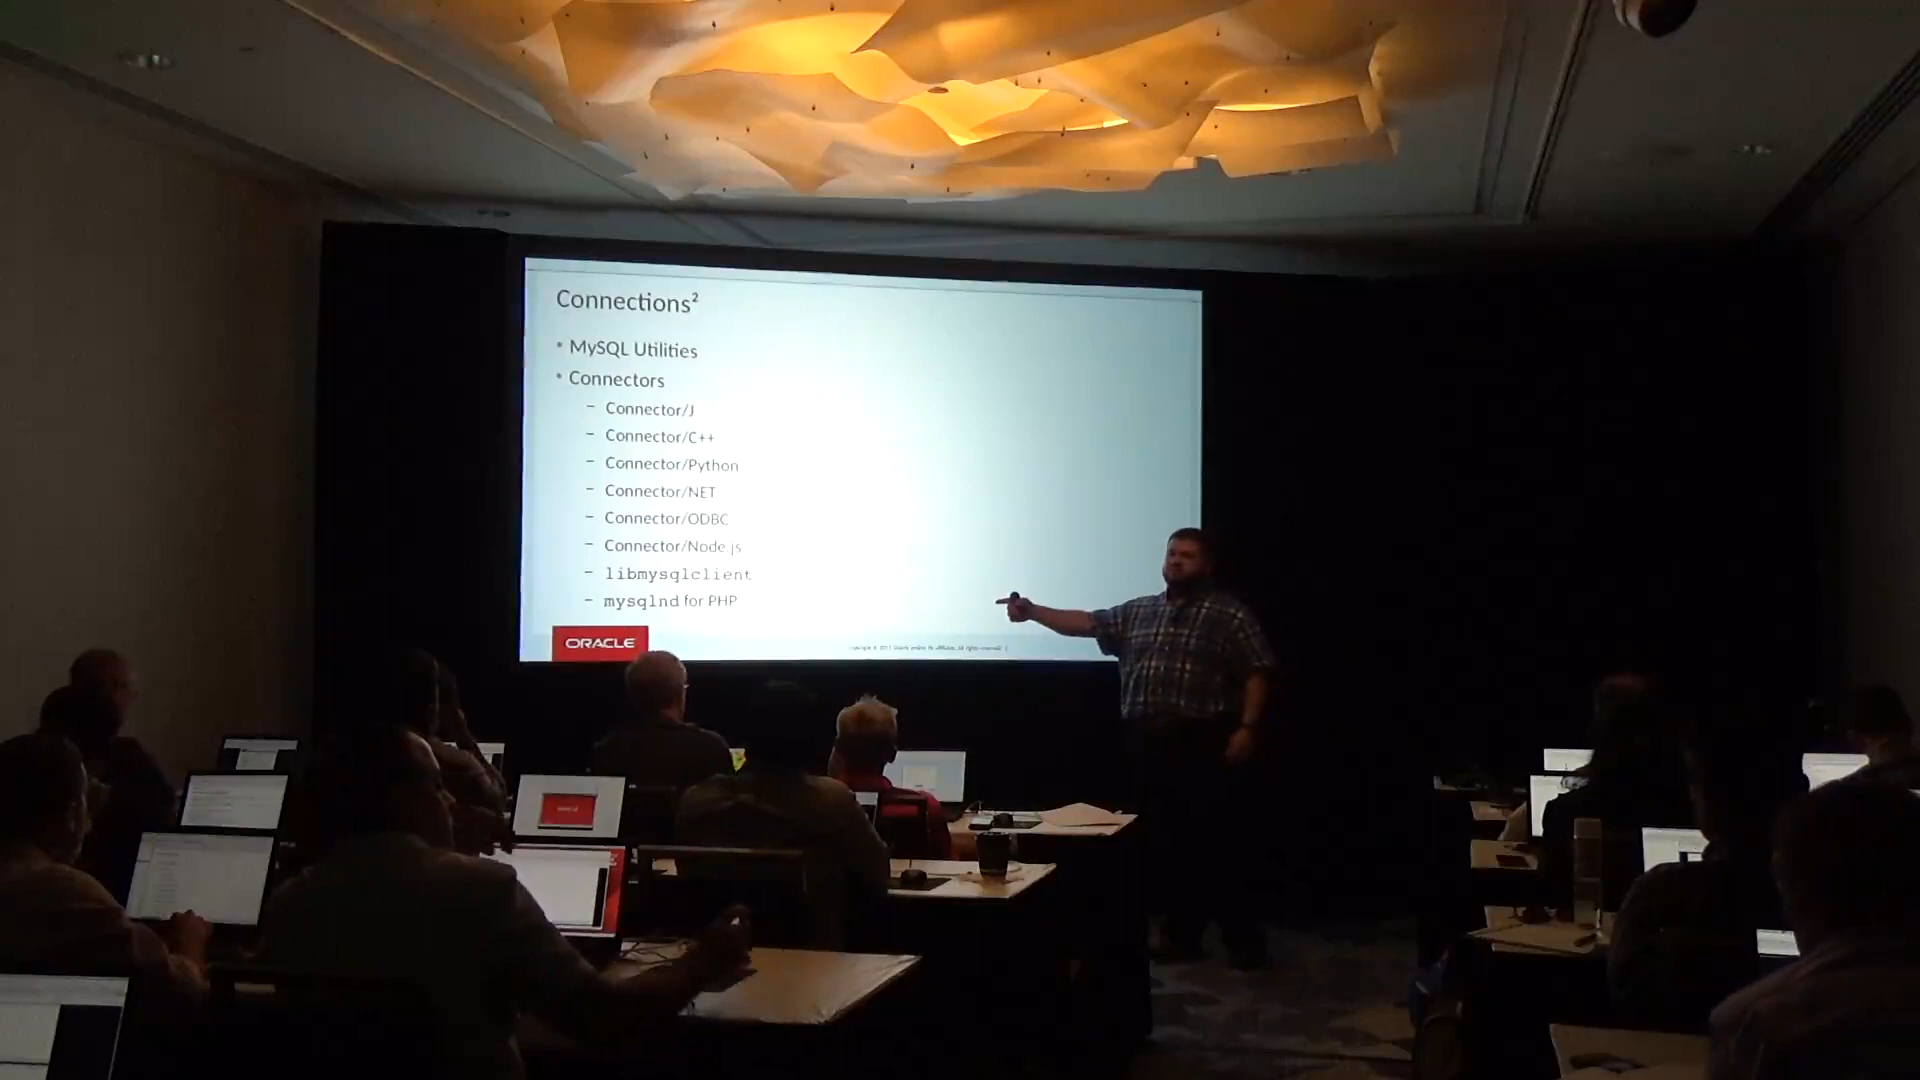 Connections²
• MySQL Utilities
• Connectors
– Connector/J
– Connector/C++
– Connector/Python
– Connector/NET
– Connector/ODBC
– Connector/Node.js
– libmysqlclient
– mysqlnd for PHP
ORACLE